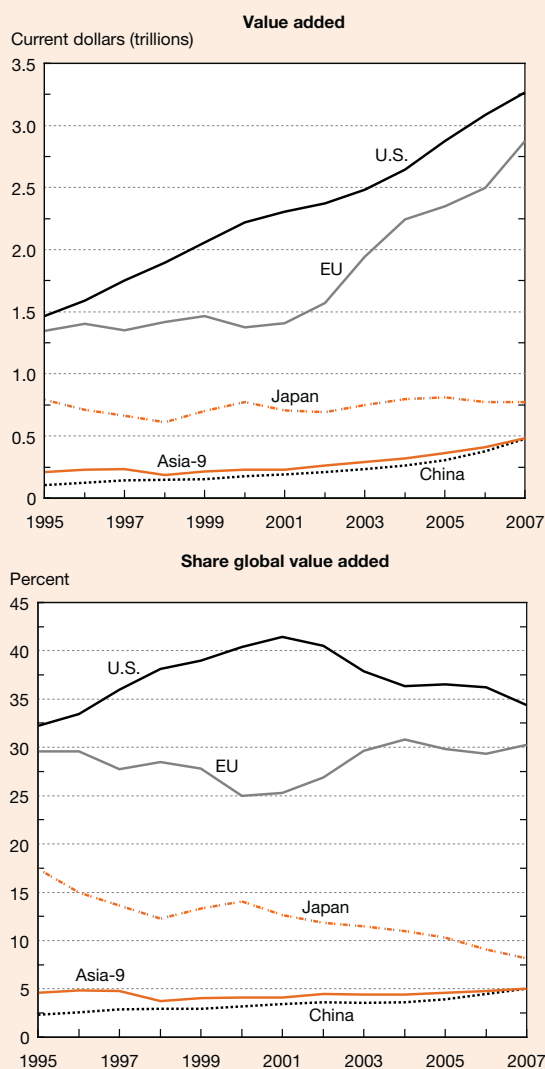 Value added
Current dollars (trillions)
3.5
3.0
U.S.
2.5
2.0
EU
1.5
1.0
Japan
0.5
Asia-9
China
0
1995 1997 1999 2001 2003 2005 2007
Share global value added
Percent
45
40
U.S.
35
30
EU
25
20
15
Japan
10
Asia-9
5
China
0
1995 1997 1999 2001 2003 2005 2007